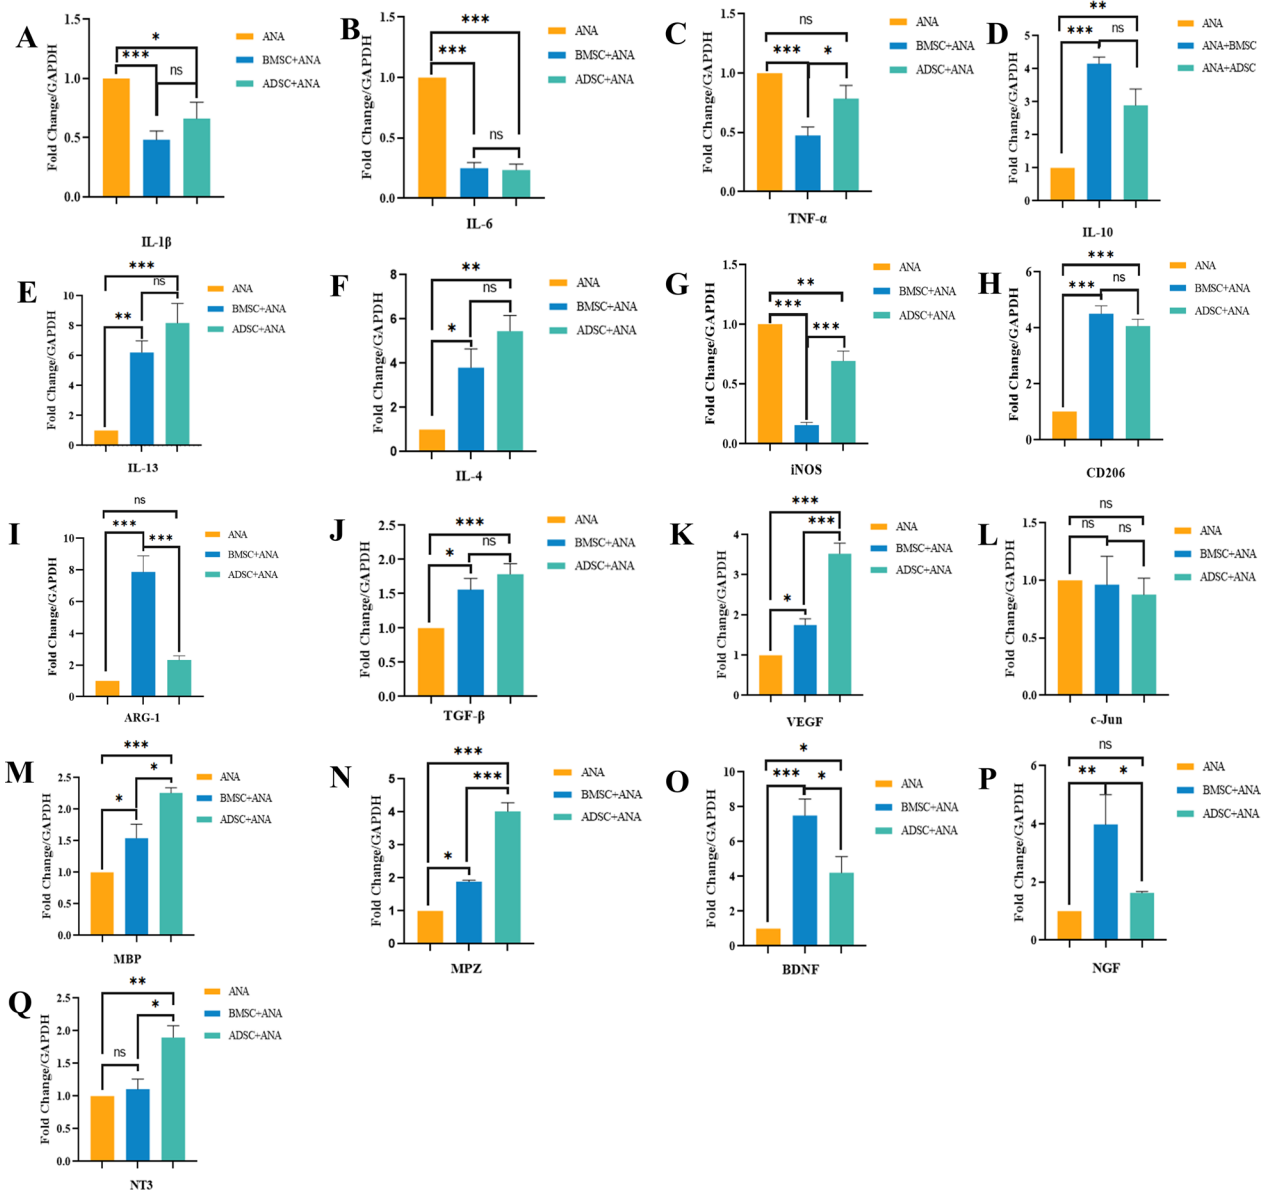 A
Fold Change/GAPDH
1.5
1.0
0.5
0.0
*
***
ns
IL-1β
ANA
BMSC+ANA
ADSC+ANA
B
Fold Change/GAPDH
1.5
1.0
0.5
0.0
***
***
ns
IL-6
ANA
BMSC+ANA
ADSC+ANA
C
Fold Change/GAPDH
1.5
1.0
0.5
0.0
ns
***
*
TNF-α
ANA
BMSC+ANA
ADSC+ANA
D
Fold Change/GAPDH
5
4
3
2
1
0
**
***
ns
IL-10
ANA
ANA+BMSC
ANA+ADSC
E
Fold Change/GAPDH
10
8
6
4
2
0
***
ns
**
IL-13
ANA
BMSC+ANA
ADSC+ANA
F
Fold Change/GAPDH
8
6
4
2
0
**
ns
*
IL-4
ANA
BMSC+ANA
ADSC+ANA
G
Fold Change/GAPDH
1.5
1.0
0.5
0.0
**
***
***
iNOS
ANA
BMSC+ANA
ADSC+ANA
H
Fold Change/GAPDH
6
4
2
0
***
***
ns
CD206
ANA
BMSC+ANA
ADSC+ANA
I
Fold Change/GAPDH
10
8
6
4
2
0
ns
***
***
ARG-1
ANA
BMSC+ANA
ADSC+ANA
J
Fold Change/GAPDH
2.5
2.0
1.5
1.0
0.5
0.0
***
ns
*
TGF-β
ANA
BMSC+ANA
ADSC+ANA
K
Fold Change/GAPDH
4
3
2
1
0
***
***
*
VEGF
ANA
BMSC+ANA
ADSC+ANA
L
Fold Change/GAPDH
1.5
1.0
0.5
0.0
ns
ns
ns
c-Jun
ANA
BMSC+ANA
ADSC+ANA
M
Fold Change/GAPDH
2.5
2.0
1.5
1.0
0.5
0.0
***
*
*
MBP
ANA
BMSC+ANA
ADSC+ANA
N
Fold Change/GAPDH
5
4
3
2
1
0
***
***
*
MPZ
ANA
BMSC+ANA
ADSC+ANA
O
Fold Change/GAPDH
10
8
6
4
2
0
*
***
*
BDNF
ANA
BMSC+ANA
ADSC+ANA
P
Fold Change/GAPDH
6
4
2
0
ns
**
*
NGF
ANA
BMSC+ANA
ADSC+ANA
Q
Fold Change/GAPDH
2.5
2.0
1.5
1.0
0.5
0.0
**
*
ns
NT3
ANA
BMSC+ANA
ADSC+ANA